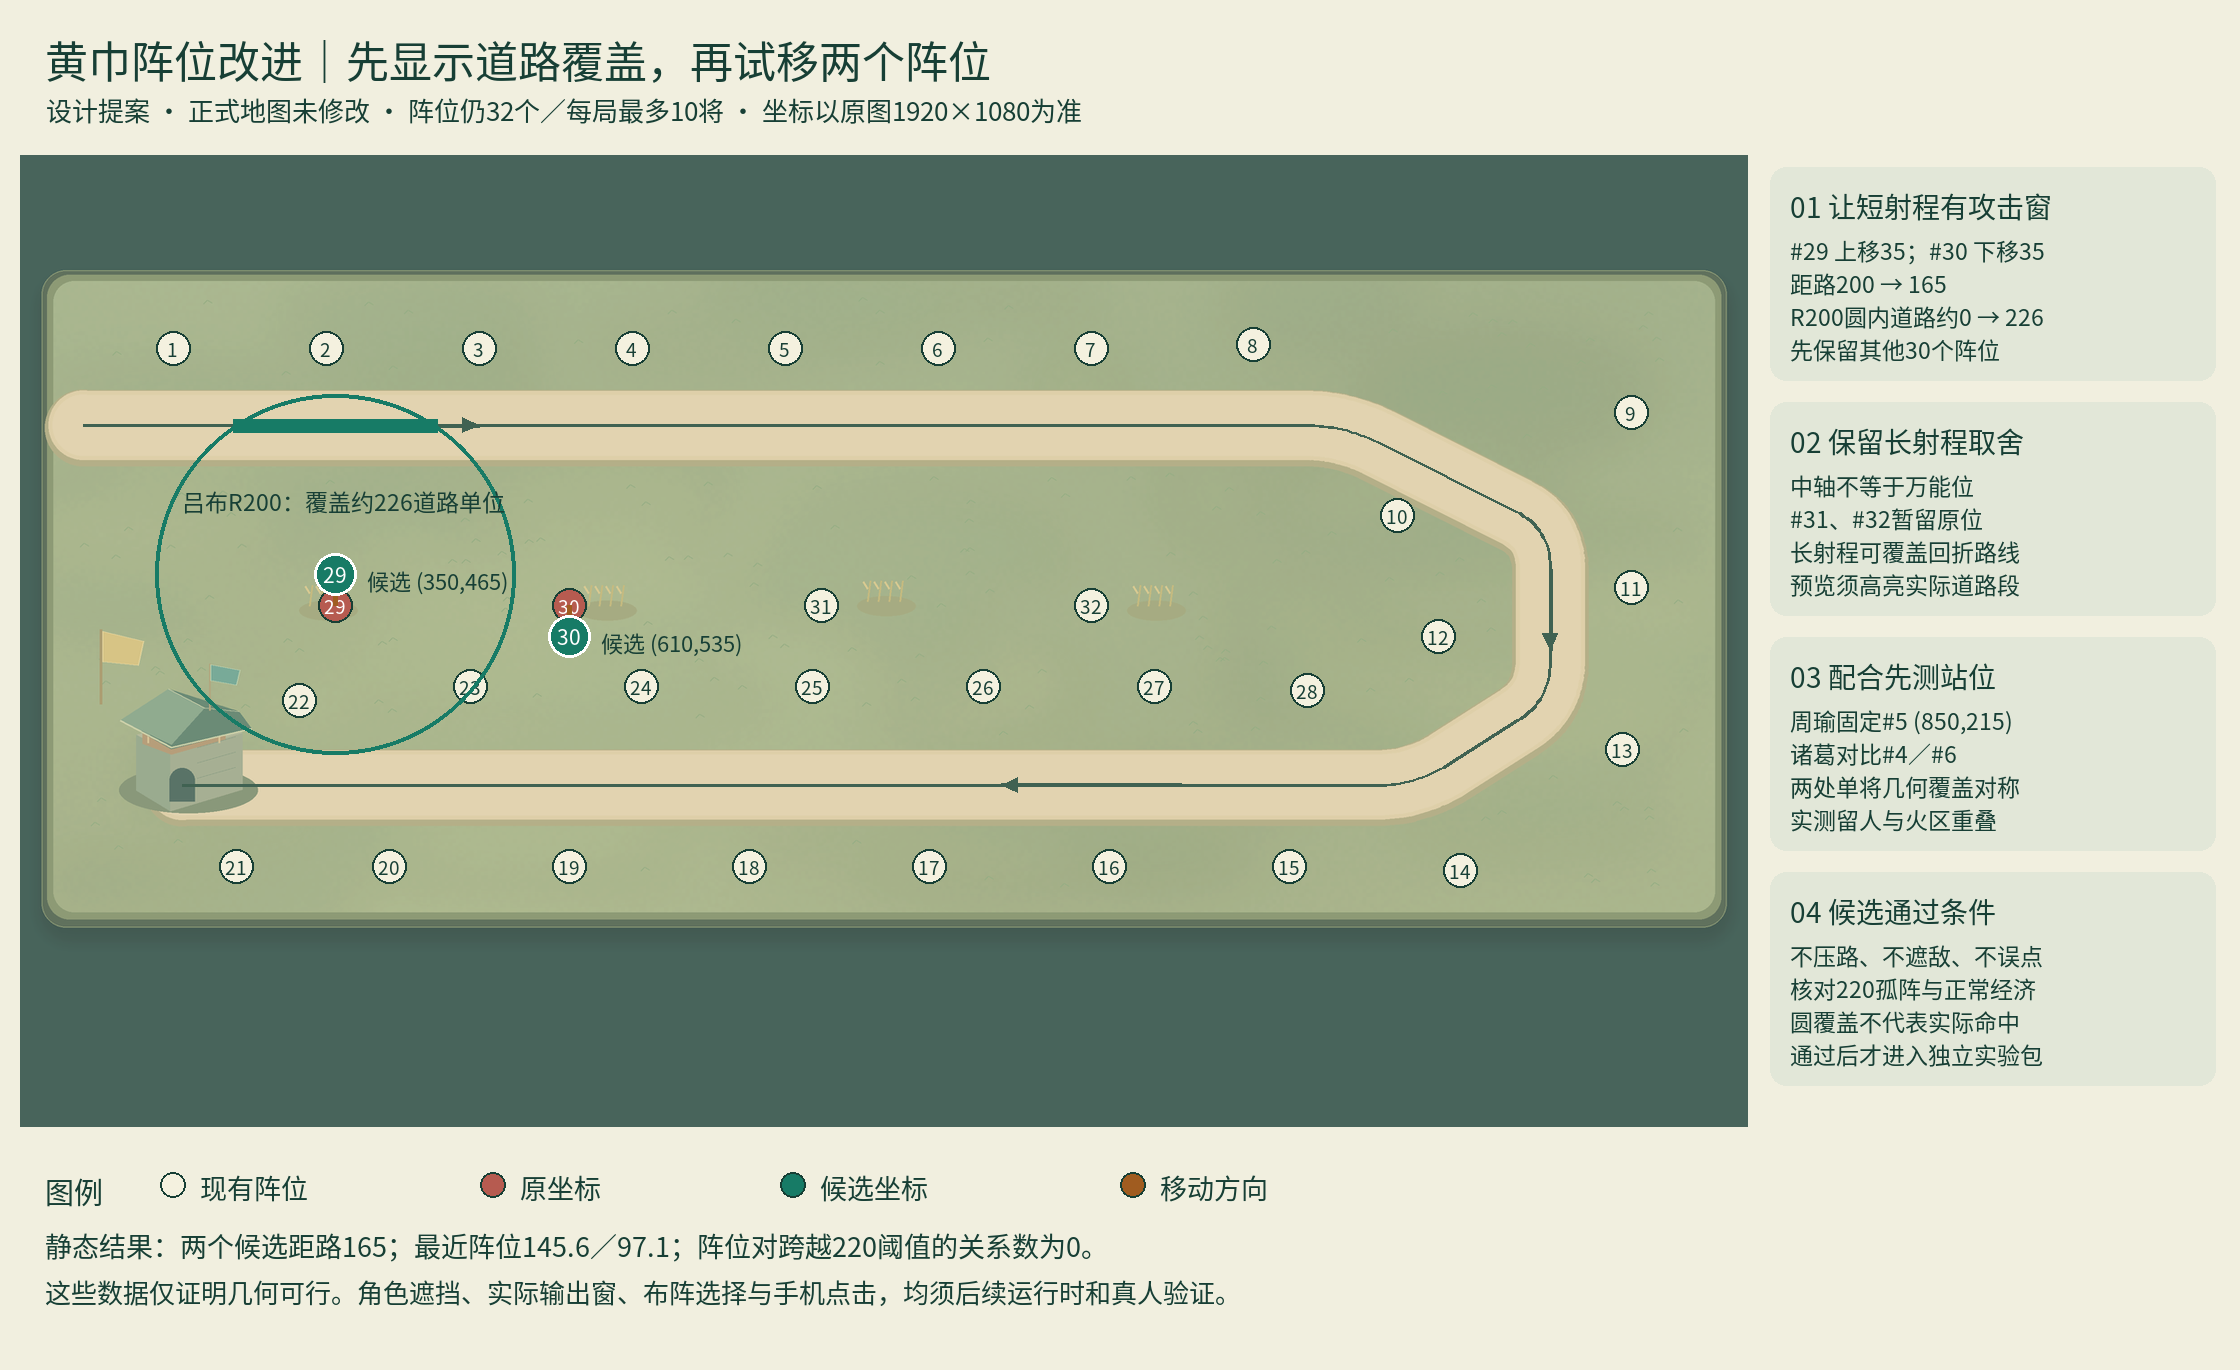 黄巾阵位改进｜先显示道路覆盖，再试移两个阵位
设计提案 · 正式地图未修改 · 阵位仍32个／每局最多10将 · 坐标以原图1920×1080为准
1
2
3
4
5
6
7
8
9
10
吕布R200：覆盖约226道路单位
29
候选 (350,465)
29
30
30
候选 (610,535)
31
32
11
12
22
23
24
25
26
27
28
13
21
20
19
18
17
16
15
14
01 让短射程有攻击窗
#29 上移35；#30 下移35
距路200 → 165
R200圆内道路约0 → 226
先保留其他30个阵位
02 保留长射程取舍
中轴不等于万能位
#31、#32暂留原位
长射程可覆盖回折路线
预览须高亮实际道路段
03 配合先测站位
周瑜固定#5 (850,215)
诸葛对比#4／#6
两处单将几何覆盖对称
实测留人与火区重叠
04 候选通过条件
不压路、不遮敌、不误点
核对220孤阵与正常经济
圆覆盖不代表实际命中
通过后才进入独立实验包
图例
现有阵位
原坐标
候选坐标
移动方向
静态结果：两个候选距路165；最近阵位145.6／97.1；阵位对跨越220阈值的关系数为0。
这些数据仅证明几何可行。角色遮挡、实际输出窗、布阵选择与手机点击，均须后续运行时和真人验证。